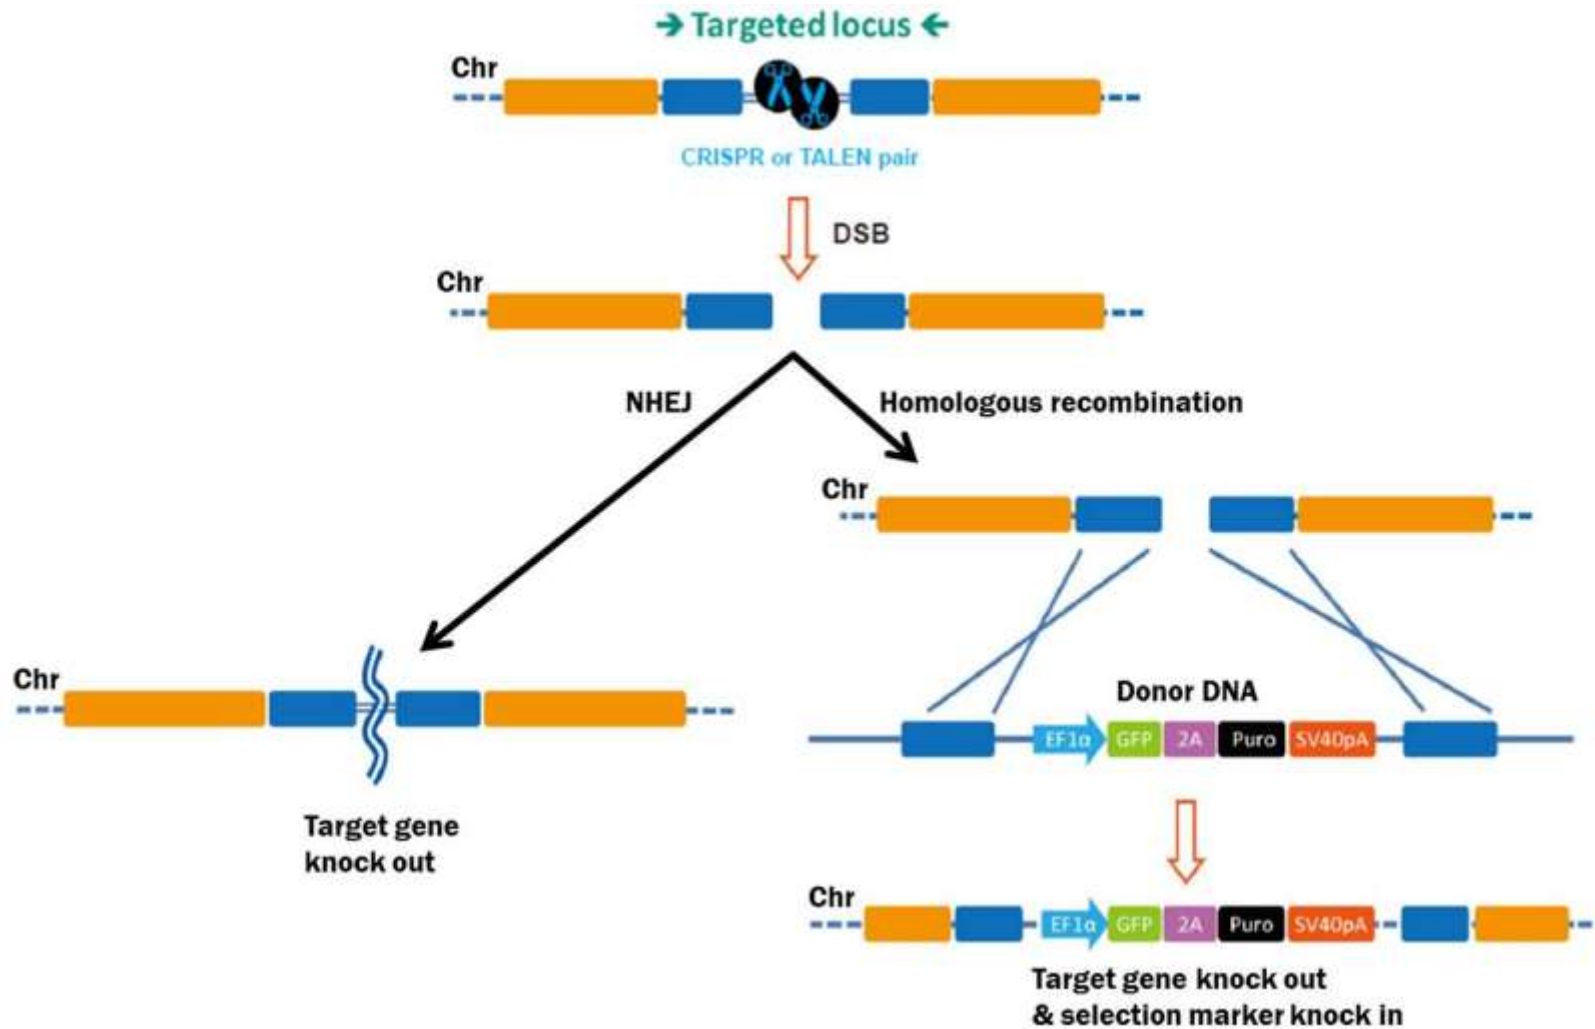 → Targeted locus ←
Chr
CRISPR or TALEN pair
DSB
Chr
NHEJ
Homologous recombination
Chr
Chr
Donor DNA
EF1α GFP 2A Puro SV40pA
Target gene
knock out
Chr
EF1α GFP 2A Puro SV40pA
Target gene knock out
& selection marker knock in